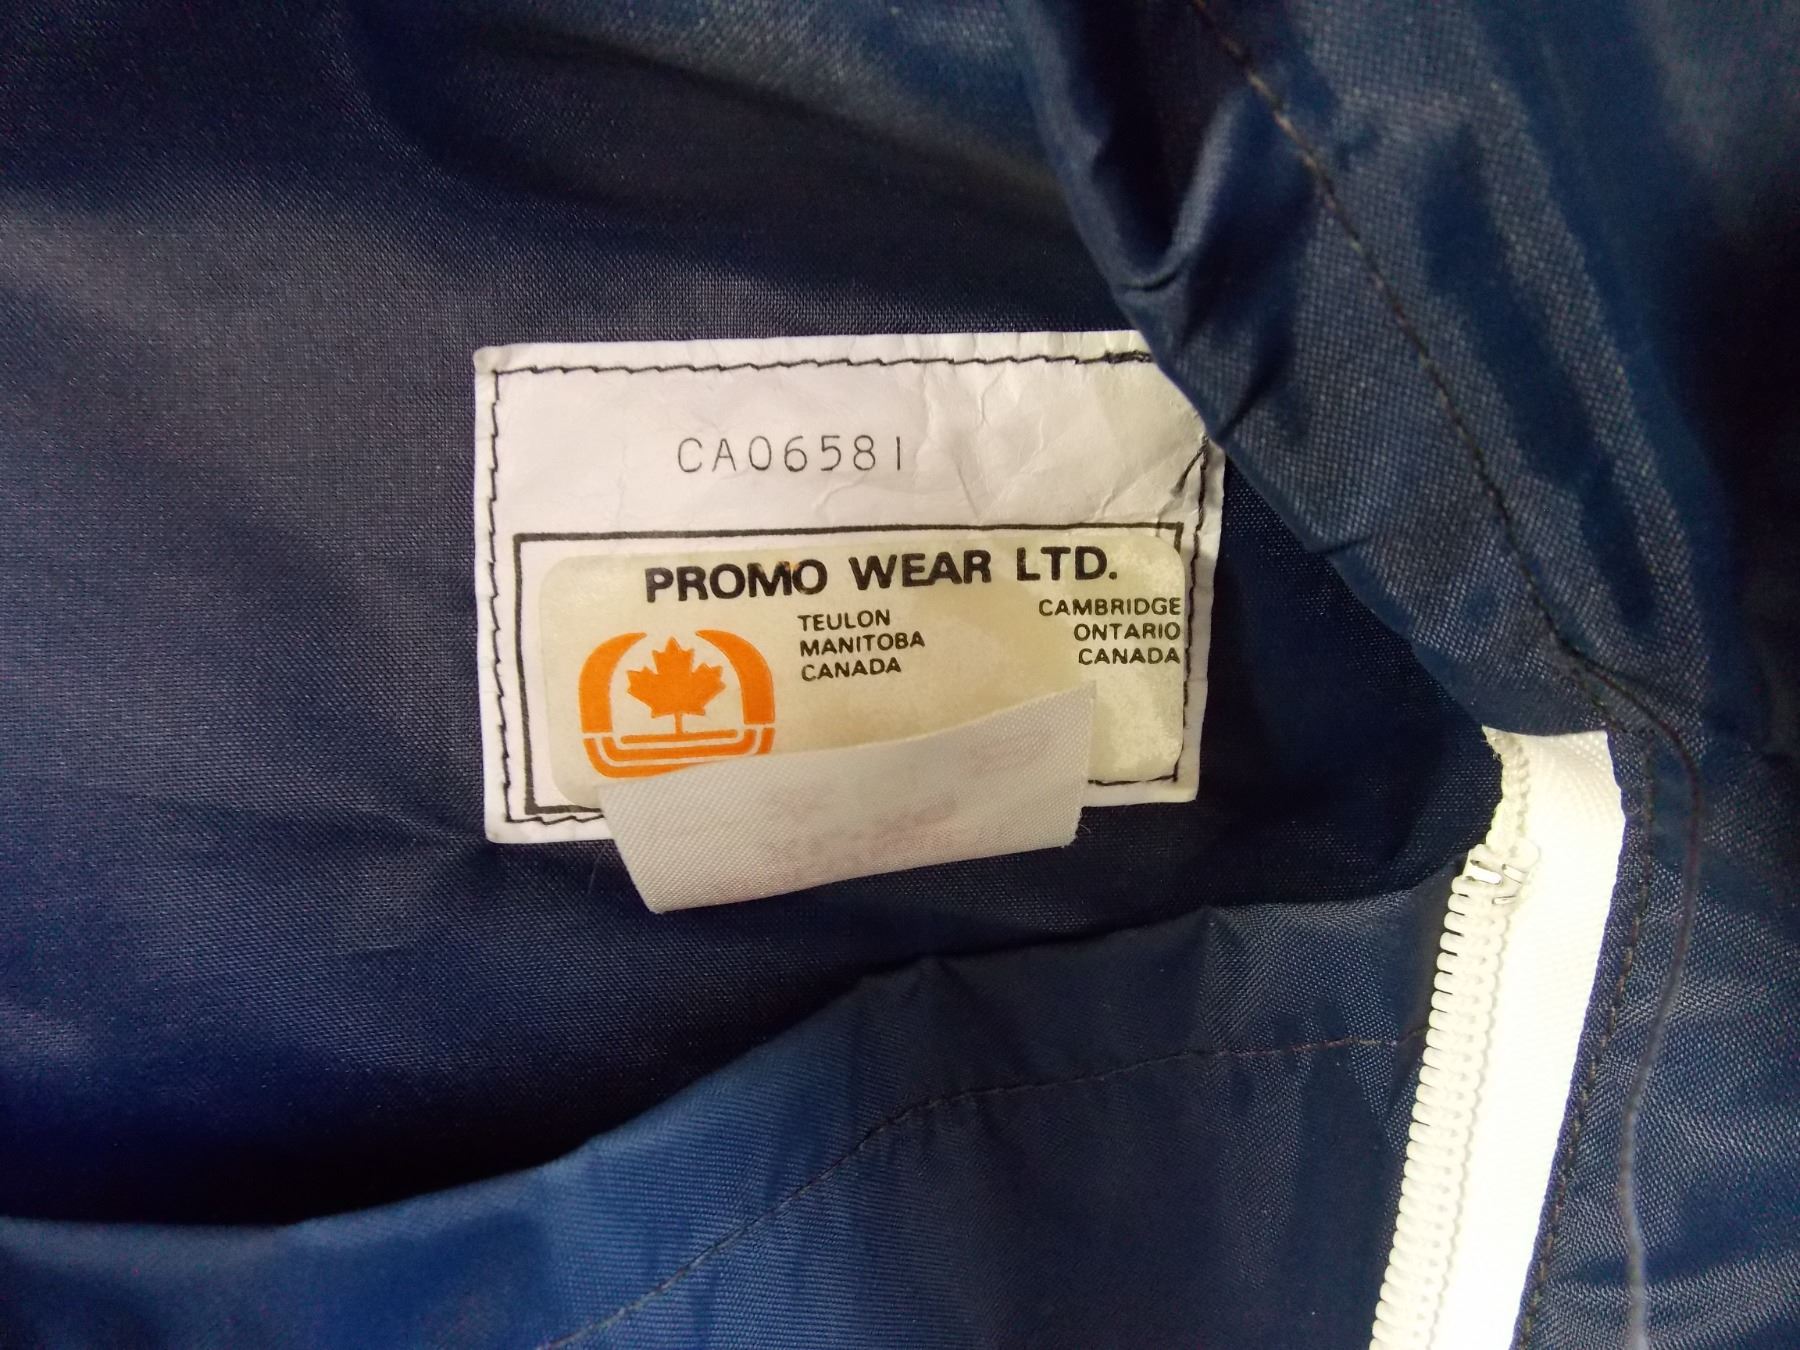 CA06581
PROMO WEAR LTD.
TEULON
MANITOBA
CANADA
CAMBRIDGE
ONTARIO
CANADA